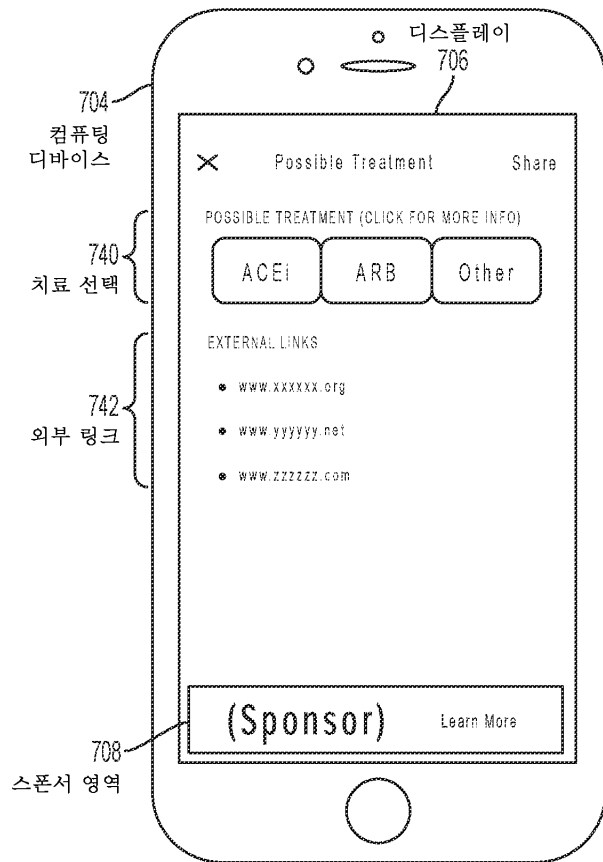 디스플레이
706
704
컴퓨팅
디바이스
Possible Treatment Share
POSSIBLE TREATMENT (CLICK FOR MORE INFO)
740
치료 선택
ACEi ARB Other
EXTERNAL LINKS
www.xxxxxx.org
742
외부 링크
www.yyyyyy.net
www.zzzzzz.com
(Sponsor) Learn More
708
스폰서 영역